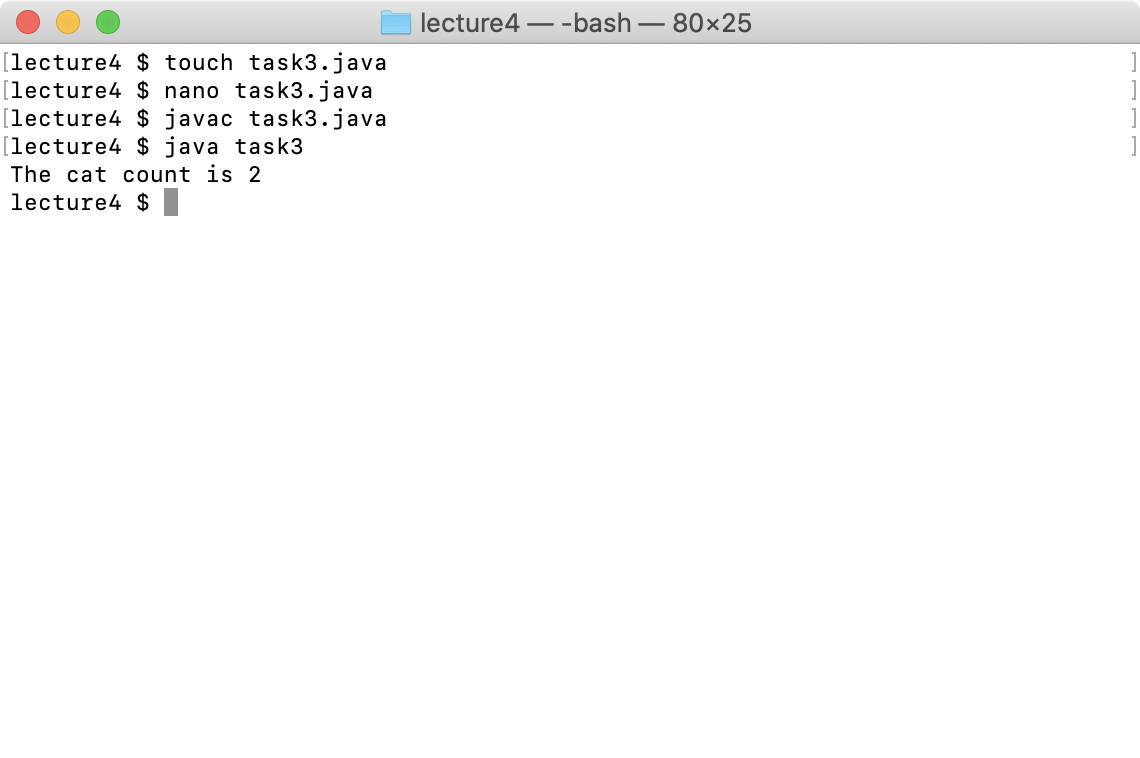 lecture4 — -bash — 80×25
[lecture4 $ touch task3.java ]
[lecture4 $ nano task3.java ]
[lecture4 $ javac task3.java ]
[lecture4 $ java task3 ]
The cat count is 2
lecture4 $